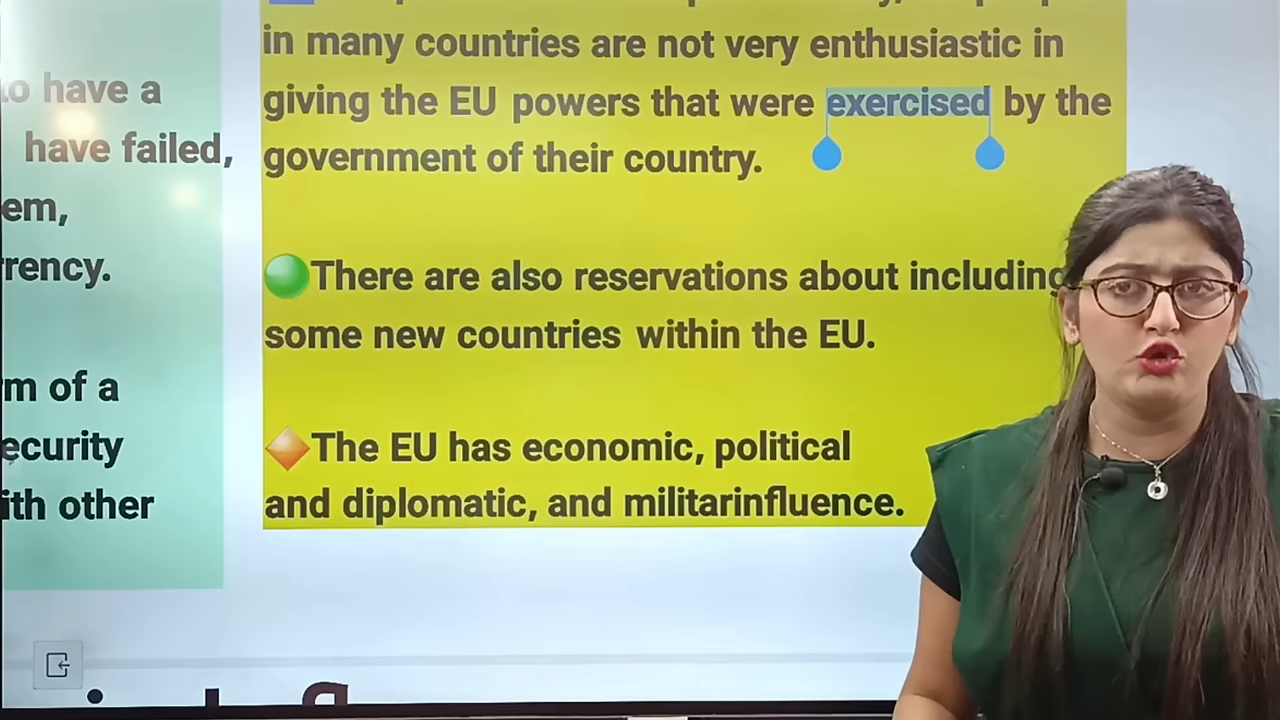 to have a
have failed,
em,
rrency.
m of a
ecurity
ith other
in many countries are not very enthusiastic in
giving the EU powers that were exercised by the
government of their country.
There are also reservations about including
some new countries within the EU.
The EU has economic, political
and diplomatic, and militarinfluence.